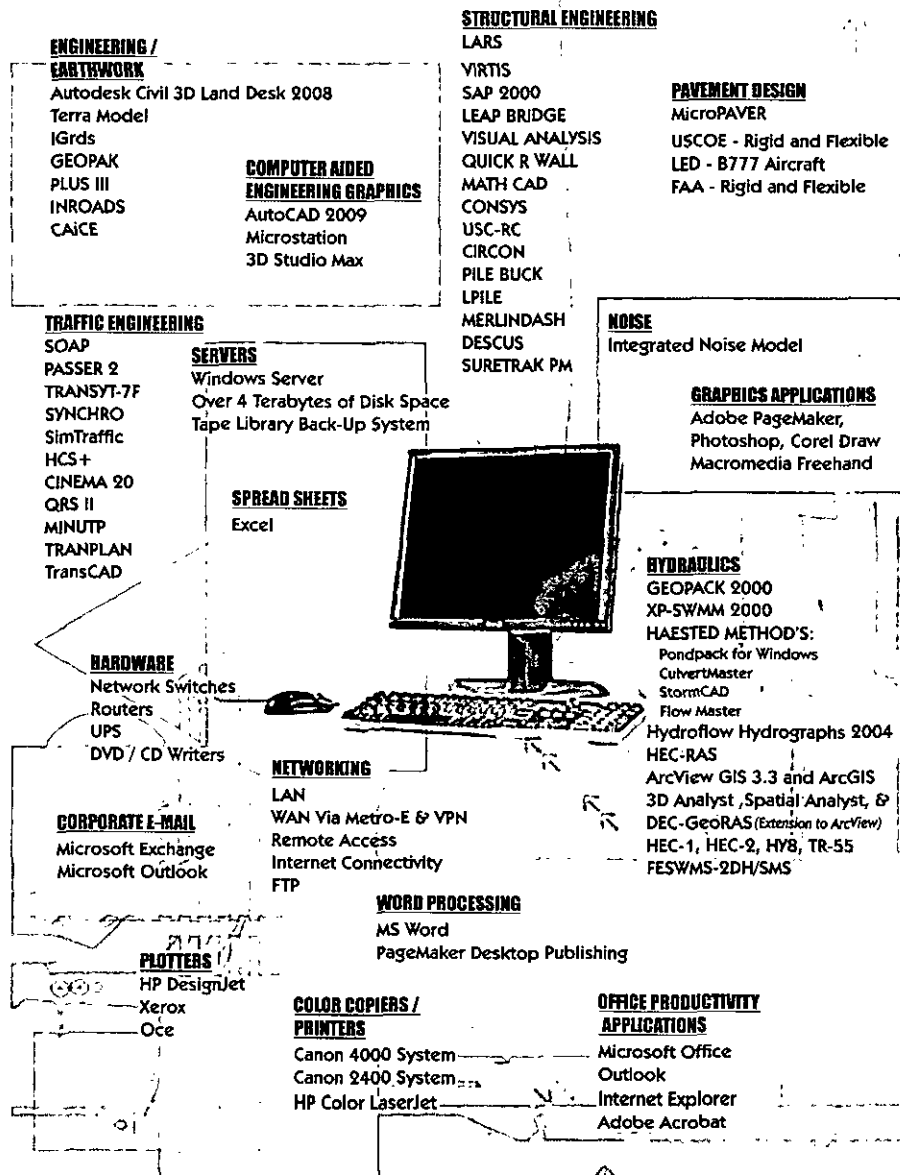 ENGINEERING /
EARTHWORK
Autodesk Civil 3D Land Desk 2008
Terra Model
IGrds
GEOPAK
PLUS III
INROADS
CAiCE
COMPUTER AIDED
ENGINEERING GRAPHICS
AutoCAD 2009
Microstation
3D Studio Max
STRUCTURAL ENGINEERING
LARS
VIRTIS
SAP 2000
LEAP BRIDGE
VISUAL ANALYSIS
QUICK R WALL
MATH CAD
CONSYS
USC-RC
CIRCON
PILE BUCK
LPILE
MERLINDASH
DESCUS
SURETRAK PM
PAVEMENT DESIGN
MicroPAVER
USCOE - Rigid and Flexible
LED - B777 Aircraft
FAA - Rigid and Flexible
TRAFFIC ENGINEERING
SOAP
PASSER 2
TRANSYT-7F
SYNCHRO
SimTraffic
HCS+
CINEMA 20
QRS II
MINUTP
TRANPLAN
TransCAD
SERVERS
Windows Server
Over 4 Terabytes of Disk Space
Tape Library Back-Up System
NOISE
Integrated Noise Model
GRAPHICS APPLICATIONS
Adobe PageMaker,
Photoshop, Corel Draw
Macromedia Freehand
SPREAD SHEETS
Excel
HYDRAULICS
GEOPACK 2000
XP-SWMM 2000
HAESTED METHOD'S:
Pondpack for Windows
CulvertMaster
StormCAD
Flow Master
Hydroflow Hydrographs 2004
HEC-RAS
ArcView GIS 3.3 and ArcGIS
3D Analyst ,Spatial Analyst, &
DEC-GeoRAS (Extension to ArcView)
HEC-1, HEC-2, HY8, TR-55
FESWMS-2DH/SMS
HARDWARE
Network Switches
Routers
UPS
DVD / CD Writers
NETWORKING
LAN
WAN Via Metro-E & VPN
Remote Access
Internet Connectivity
FTP
CORPORATE E-MAIL
Microsoft Exchange
Microsoft Outlook
WORD PROCESSING
MS Word
PageMaker Desktop Publishing
PLOTTERS
HP DesignJet
Xerox
Oce
COLOR COPIERS /
PRINTERS
Canon 4000 System
Canon 2400 System
HP Color LaserJet
OFFICE PRODUCTIVITY
APPLICATIONS
Microsoft Office
Outlook
Internet Explorer
Adobe Acrobat